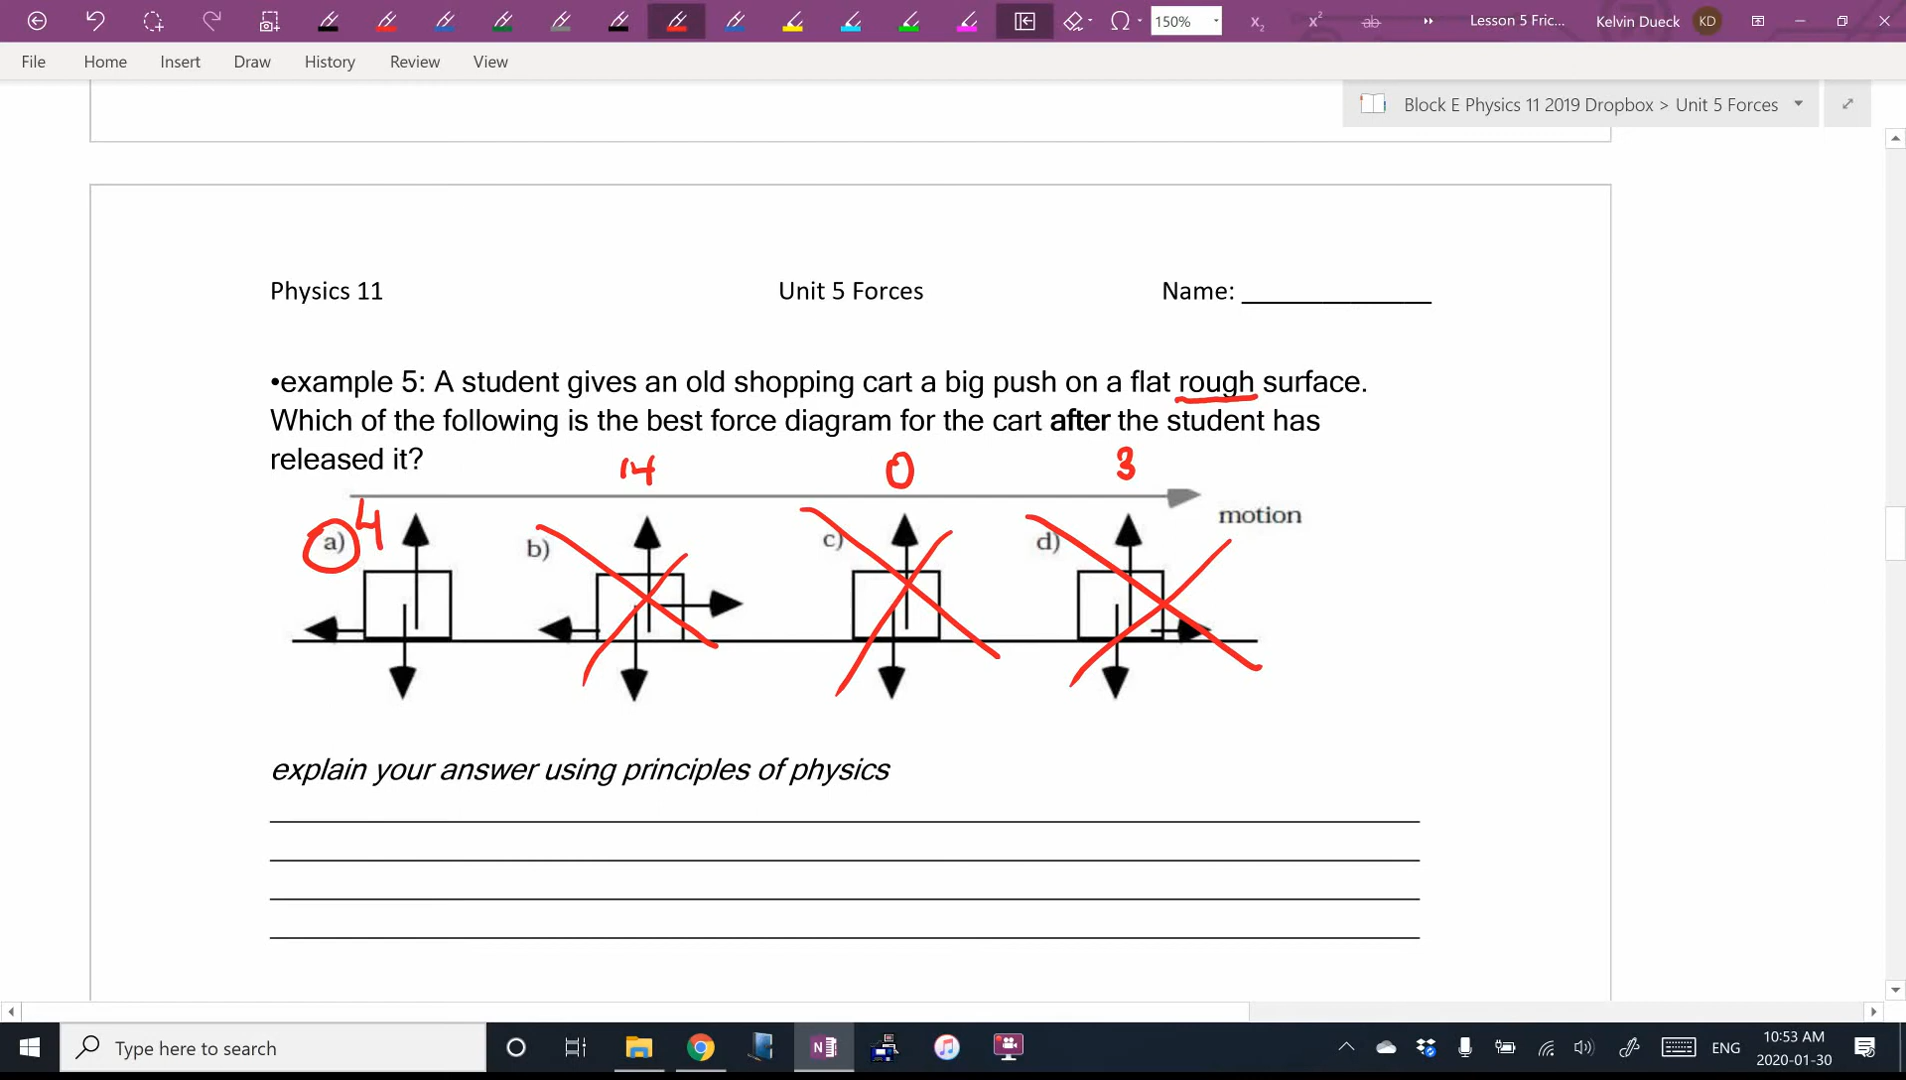 150%
x₂
x²
ab
Lesson 5 Fric...
Kelvin Dueck
KD
File
Home
Insert
Draw
History
Review
View
Block E Physics 11 2019 Dropbox > Unit 5 Forces
Physics 11
Unit 5 Forces
Name: ______________
•example 5: A student gives an old shopping cart a big push on a flat rough surface.
Which of the following is the best force diagram for the cart after the student has
released it?
14
0
3
motion
a)
4
b)
c)
d)
explain your answer using principles of physics
Type here to search
N
ENG
10:53 AM
2020-01-30